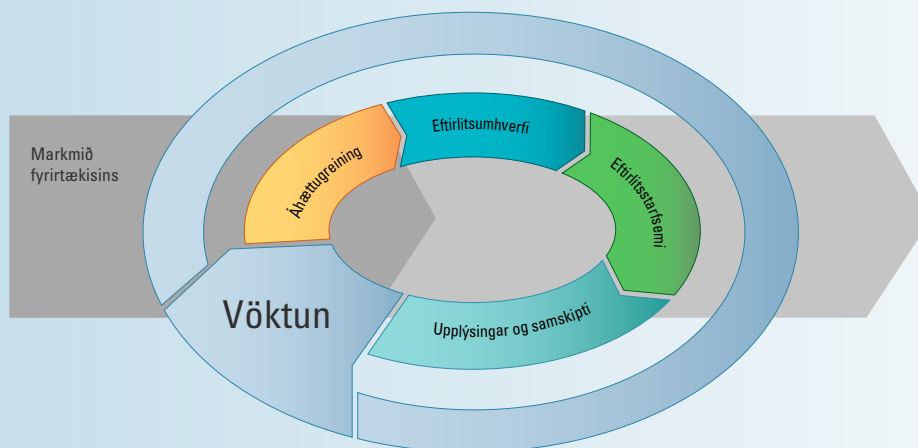 Markmið
fyrirtækisins
Áhættugreining
Eftirlitsumhverfi
Eftirlitsstarfsemi
Upplýsingar og samskipti
Vöktun